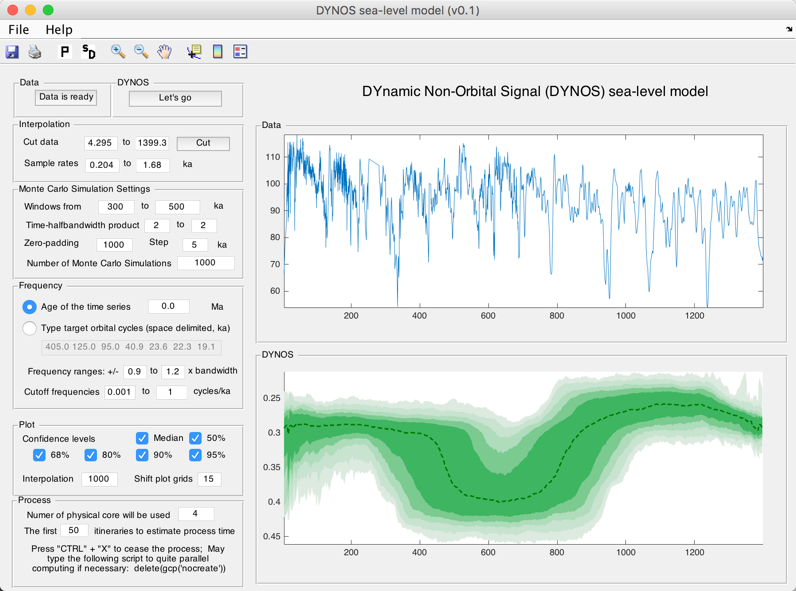 DYNOS sea-level model (v0.1)
File Help
P S D
Data
Data is ready
DYNOS
Let's go
Interpolation
Cut data 4.295 to 1399.3 Cut
Sample rates 0.204 to 1.68 ka
Monte Carlo Simulation Settings
Windows from 300 to 500 ka
Time-halfbandwidth product 2 to 2
Zero-padding 1000 Step 5 ka
Number of Monte Carlo Simulations 1000
Frequency
Age of the time series 0.0 Ma
Type target orbital cycles (space delimited, ka)
405.0 125.0 95.0 40.9 23.6 22.3 19.1
Frequency ranges: +/- 0.9 to 1.2 x bandwidth
Cutoff frequencies 0.001 to 1 cycles/ka
Plot
Confidence levels Median 50%
68% 80% 90% 95%
Interpolation 1000 Shift plot grids 15
Process
Numer of physical core will be used 4
The first 50 itineraries to estimate process time
Press "CTRL" + "X" to cease the process; May
type the following script to quite parallel
computing if necessary: delete(gcp('nocreate'))
DYnamic Non-Orbital Signal (DYNOS) sea-level model
Data
110
100
90
80
70
60
200 400 600 800 1000 1200
DYNOS
0.25
0.3
0.35
0.4
0.45
200 400 600 800 1000 1200